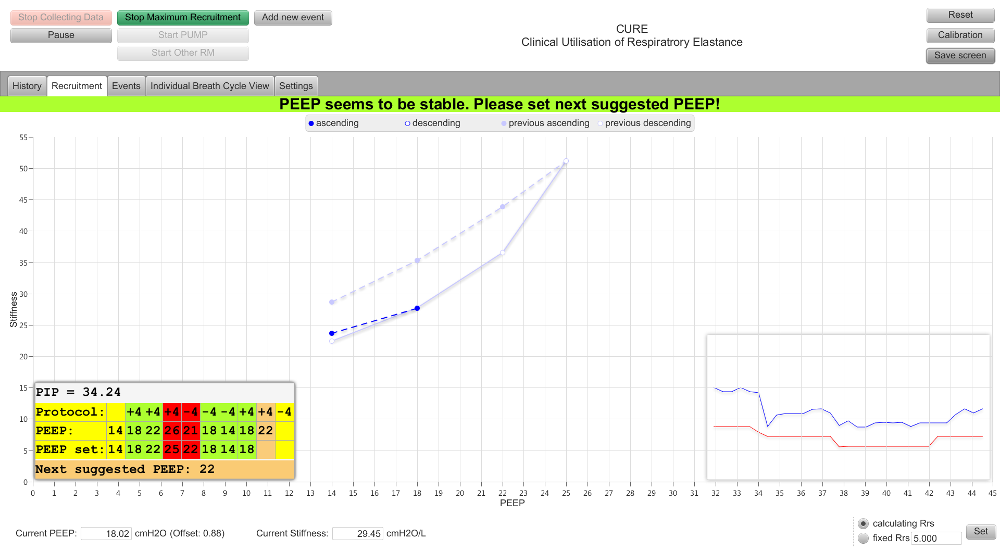 Stop Collecting Data
Stop Maximum Recruitment
Add new event
Pause
Start PUMP
Start Other RM
CURE
Clinical Utilisation of Respiratrory Elastance
Reset
Calibration
Save screen
History
Recruitment
Events
Individual Breath Cycle View
Settings
PEEP seems to be stable. Please set next suggested PEEP!
ascending
descending
previous ascending
previous descending
55
50
45
40
35
30
25
20
15
10
5
0
Stiffness
PIP = 34.24
Protocol: +4 +4 +4 -4 -4 -4 +4 +4 -4
PEEP: 14 18 22 26 21 18 14 18 22
PEEP set: 14 18 22 25 22 18 14 18
Next suggested PEEP: 22
0 1 2 3 4 5 6 7 8 9 10 11 12 13 14 15 16 17 18 19 20 21 22 23 24 25 26 27 28 29 30 31 32 33 34 35 36 37 38 39 40 41 42 43 44 45
PEEP
Current PEEP: 18.02 cmH2O (Offset: 0.88)
Current Stiffness: 29.45 cmH2O/L
calculating Rrs
fixed Rrs 5.000
Set